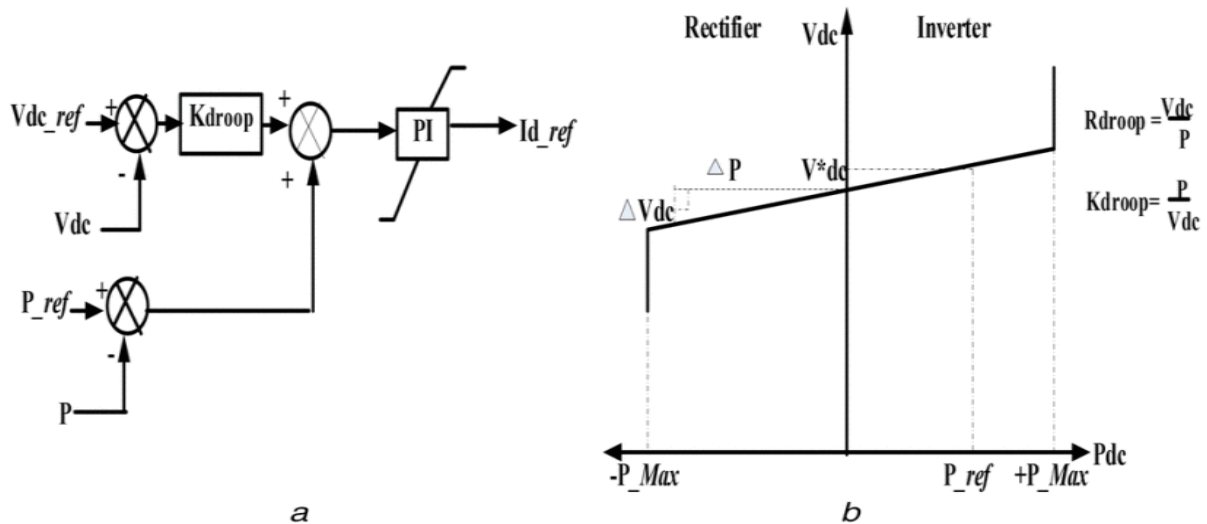 Vdc_ref
+
-
Kdroop
+
+
PI
Id_ref
Vdc
P_ref
+
-
P
a
Rectifier
Vdc
Inverter
Rdroop = Vdc
P
Kdroop= P
Vdc
△ P
V*dc
△ Vdc
-P_Max
P_ref
+P_Max
Pdc
b